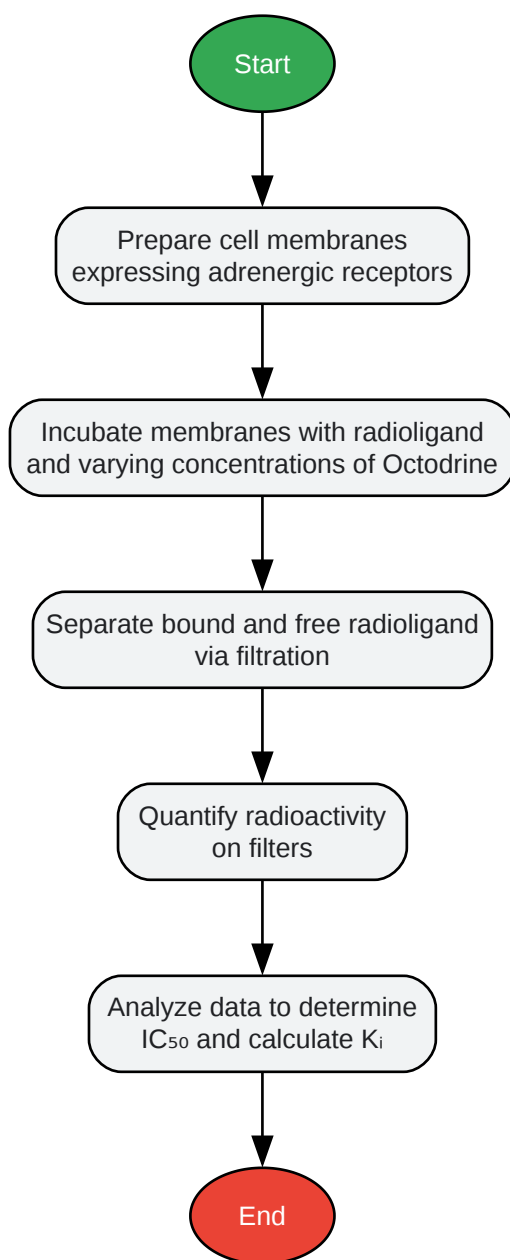 Start
Prepare cell membranes
expressing adrenergic receptors
Incubate membranes with radioligand
and varying concentrations of Octodrine
Separate bound and free radioligand
via filtration
Quantify radioactivity
on filters
Analyze data to determine
IC₅₀ and calculate Kᵢ
End